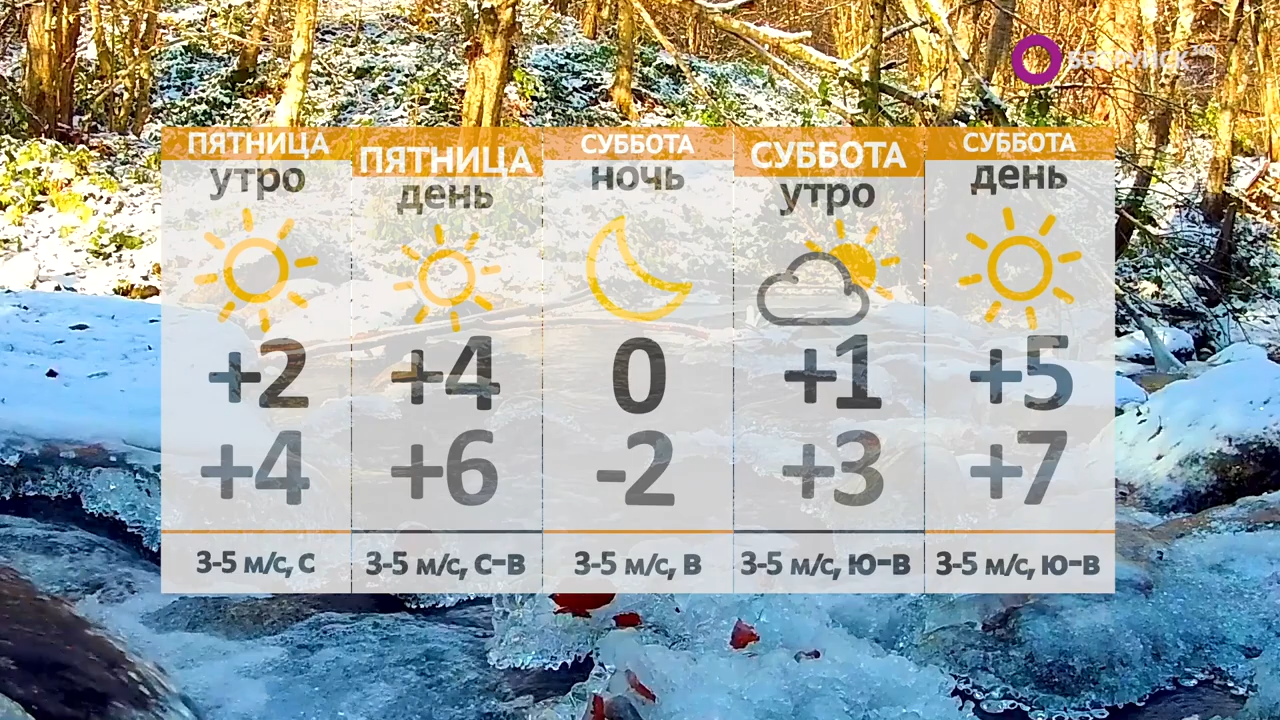 БОБРУЙСК 360
ПЯТНИЦА
утро
+2
+4
3-5 м/с, С
ПЯТНИЦА
день
+4
+6
3-5 м/с, С-В
СУББОТА
ночь
0
-2
3-5 м/с, В
СУББОТА
утро
+1
+3
3-5 м/с, Ю-В
СУББОТА
день
+5
+7
3-5 м/с, Ю-В